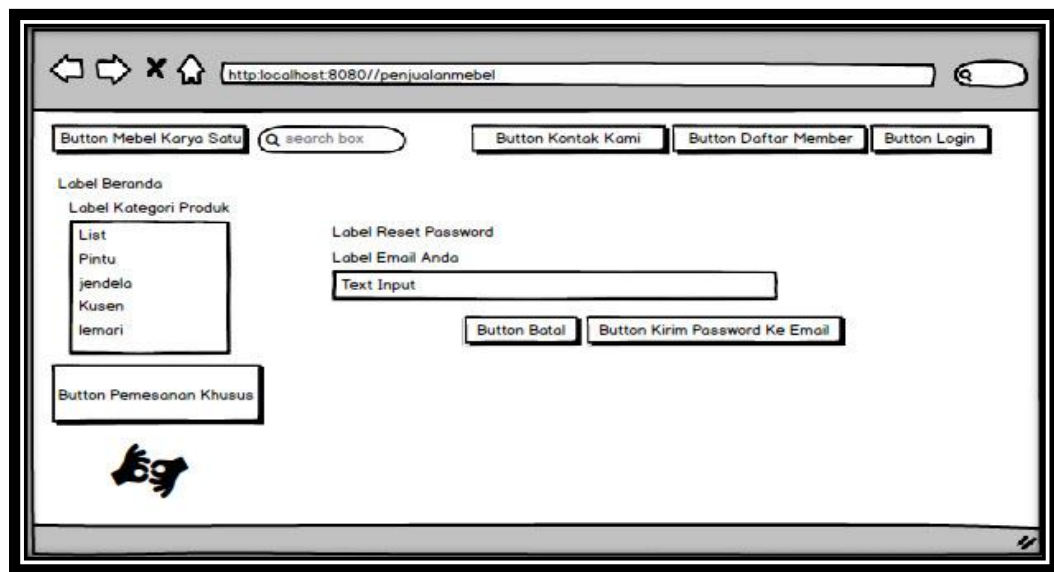 http:localhost:8080//penjualanmebel
Button Mebel Karya Satu
search box
Button Kontak Kami
Button Daftar Member
Button Login
Label Beranda
Label Kategori Produk
List
Pintu
jendela
Kusen
lemari
Button Pemesanan Khusus
Label Reset Password
Label Email Anda
Text Input
Button Batal
Button Kirim Password Ke Email